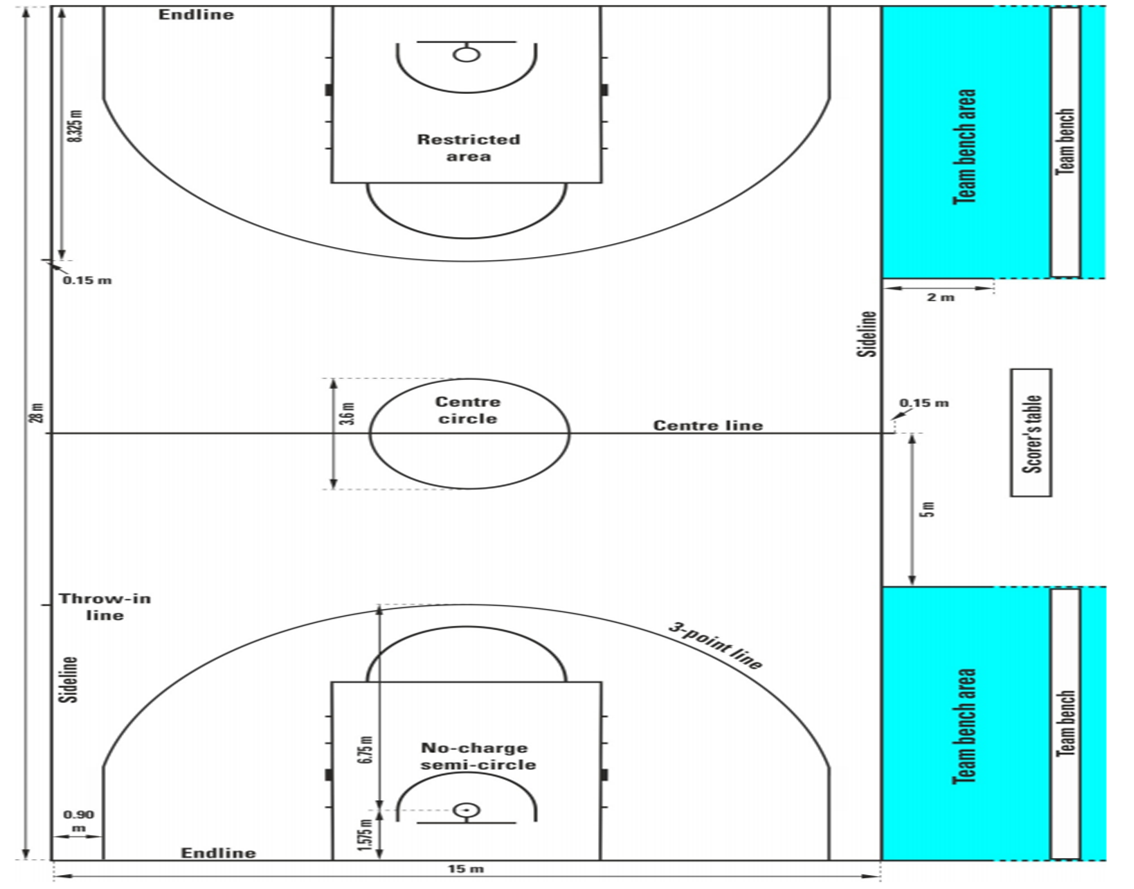 Endline
8.325 m
Restricted
area
Team bench area
Team bench
0.15 m
2 m
Sideline
28 m
3.6 m
Centre
circle
Centre line
0.15 m
Scorer's table
5 m
Throw-in
line
3-point line
Sideline
6.75 m
No-charge
semi-circle
Team bench area
Team bench
0.90
m
1.575 m
Endline
15 m